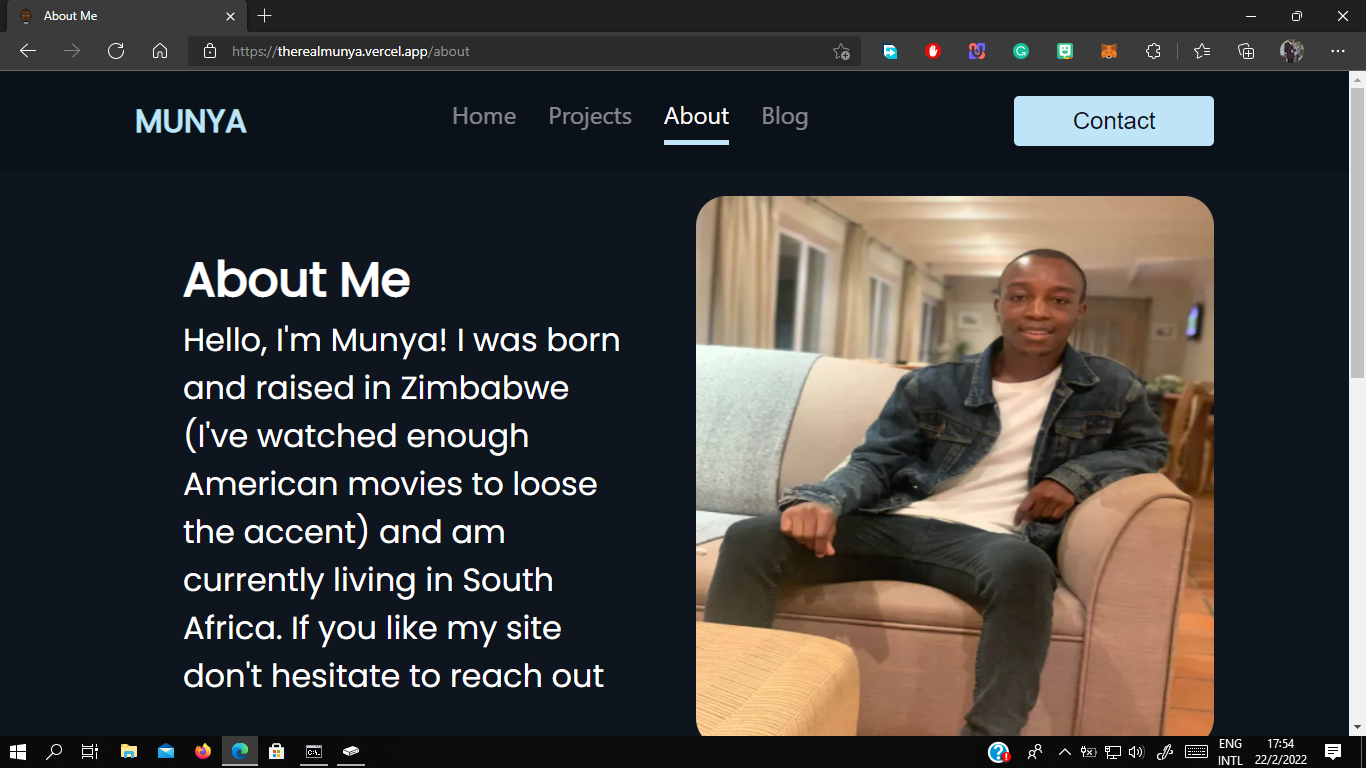 About Me
https://therealmunya.vercel.app/about
MUNYA
Home Projects About Blog
Contact
About Me
Hello, I'm Munya! I was born
and raised in Zimbabwe
(I've watched enough
American movies to loose
the accent) and am
currently living in South
Africa. If you like my site
don't hesitate to reach out
ENG
INTL
17:54
22/2/2022